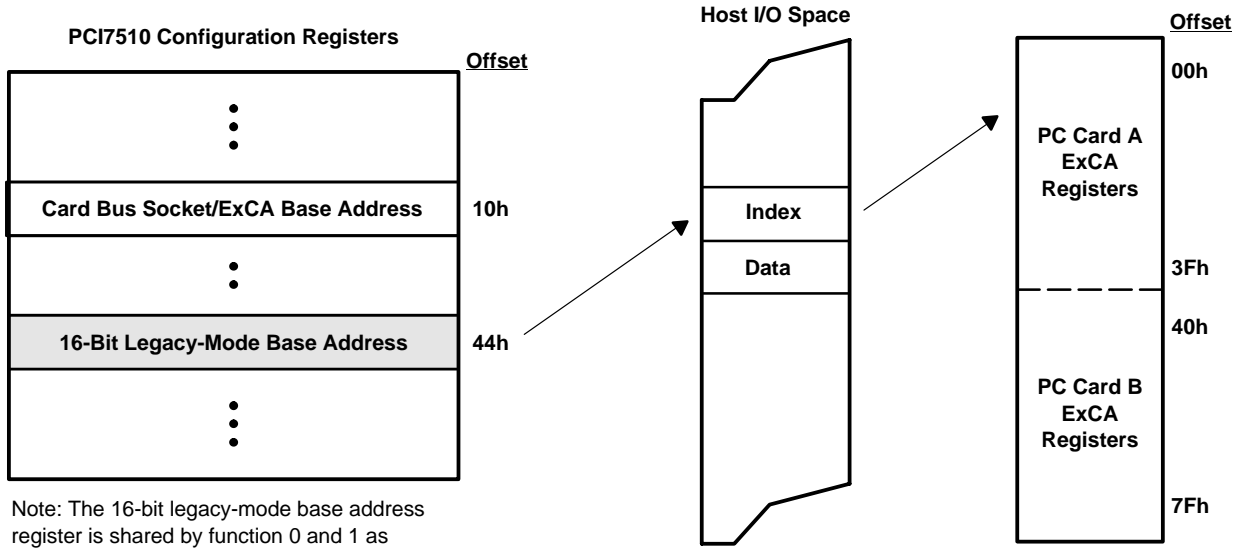 PCI7510 Configuration Registers
Offset
Card Bus Socket/ExCA Base Address
10h
16-Bit Legacy-Mode Base Address
44h
Note: The 16-bit legacy-mode base address
register is shared by function 0 and 1 as
Host I/O Space
Index
Data
Offset
00h
PC Card A
ExCA
Registers
3Fh
40h
PC Card B
ExCA
Registers
7Fh